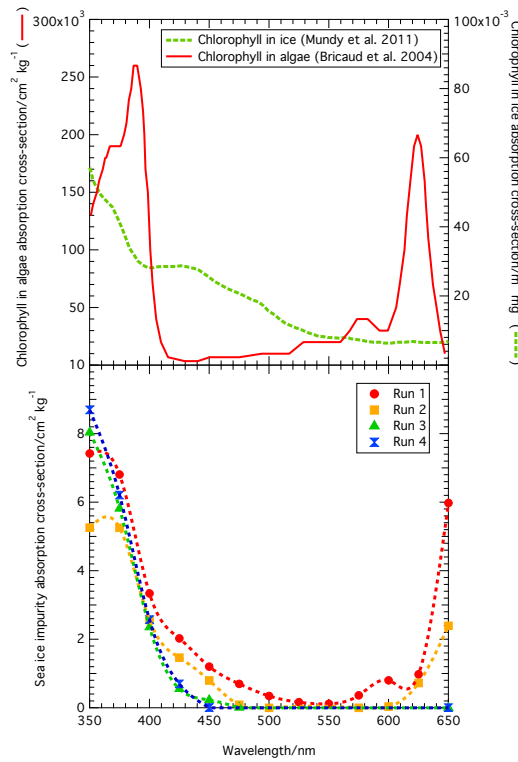 300x10³
250
200
150
100
50
10
Chlorophyll in algae absorption cross-section/cm² kg⁻¹ ( — )
100x10⁻³
80
60
40
20
Chlorophyll in ice absorption cross-section/m mg (
Chlorophyll in ice (Mundy et al. 2011)
Chlorophyll in algae (Bricaud et al. 2004)
8
6
4
2
0
Sea ice impurity absorption cross-section/cm² kg⁻¹
Run 1
Run 2
Run 3
Run 4
350
400
450
500
550
600
650
Wavelength/nm